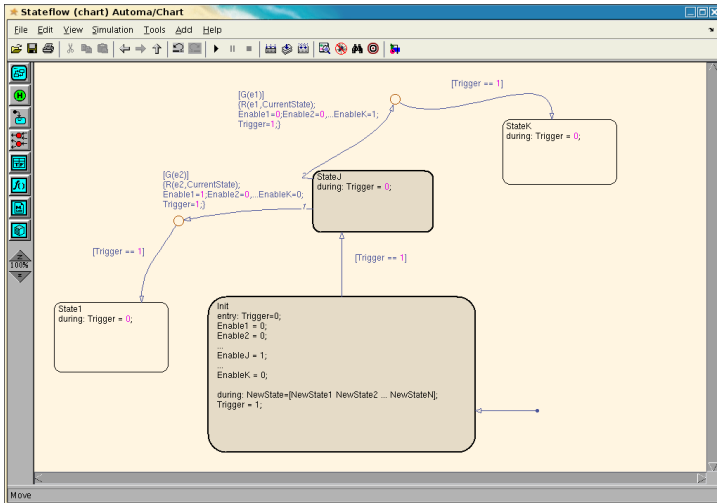 Stateflow (chart) Automa/Chart
File Edit View Simulation Tools Add Help
[Trigger == 1]
[G(e1)]
{R(e1,CurrentState);
Enable1=0;Enable2=0,...EnableK=1;
Trigger=1;}
StateK
during: Trigger = 0;
[G(e2)]
{R(e2,CurrentState);
Enable1=1;Enable2=0,...EnableK=0;
Trigger=1;}
2
StateJ
during: Trigger = 0;
1
[Trigger == 1]
[Trigger == 1]
100%
State1
during: Trigger = 0;
Init
entry: Trigger=0;
Enable1 = 0;
Enable2 = 0;
...
EnableJ = 1;
...
EnableK = 0;
during: NewState=[NewState1 NewState2 ... NewStateN];
Trigger = 1;
Move